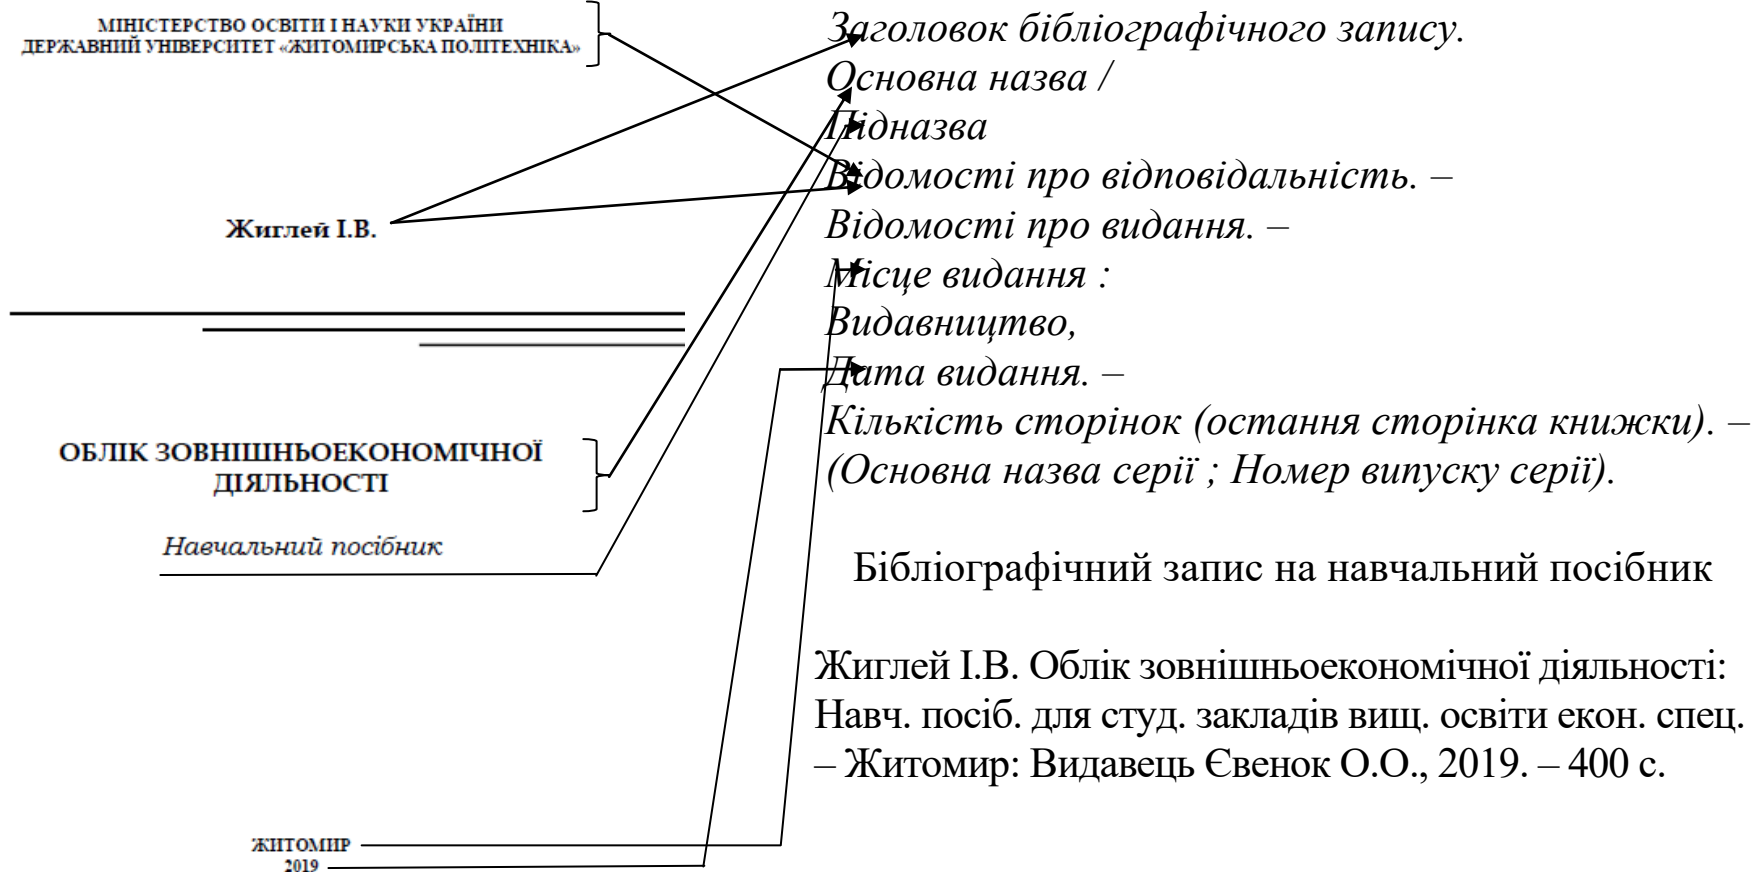 МІНІСТЕРСТВО ОСВІТИ І НАУКИ УКРАЇНИ
ДЕРЖАВНИЙ УНІВЕРСИТЕТ «ЖИТОМИРСЬКА ПОЛІТЕХНІКА»
Жиглей І.В.
ОБЛІК ЗОВНІШНЬОЕКОНОМІЧНОЇ
ДІЯЛЬНОСТІ
Навчальний посібник
ЖИТОМИР
2019
Заголовок бібліографічного запису.
Основна назва /
Підназва
Відомості про відповідальність. –
Відомості про видання. –
Місце видання :
Видавництво,
Дата видання. –
Кількість сторінок (остання сторінка книжки). –
(Основна назва серії ; Номер випуску серії).
Бібліографічний запис на навчальний посібник
Жиглей І.В. Облік зовнішньоекономічної діяльності:
Навч. посіб. для студ. закладів вищ. освіти екон. спец.
– Житомир: Видавець Євенок О.О., 2019. – 400 с.